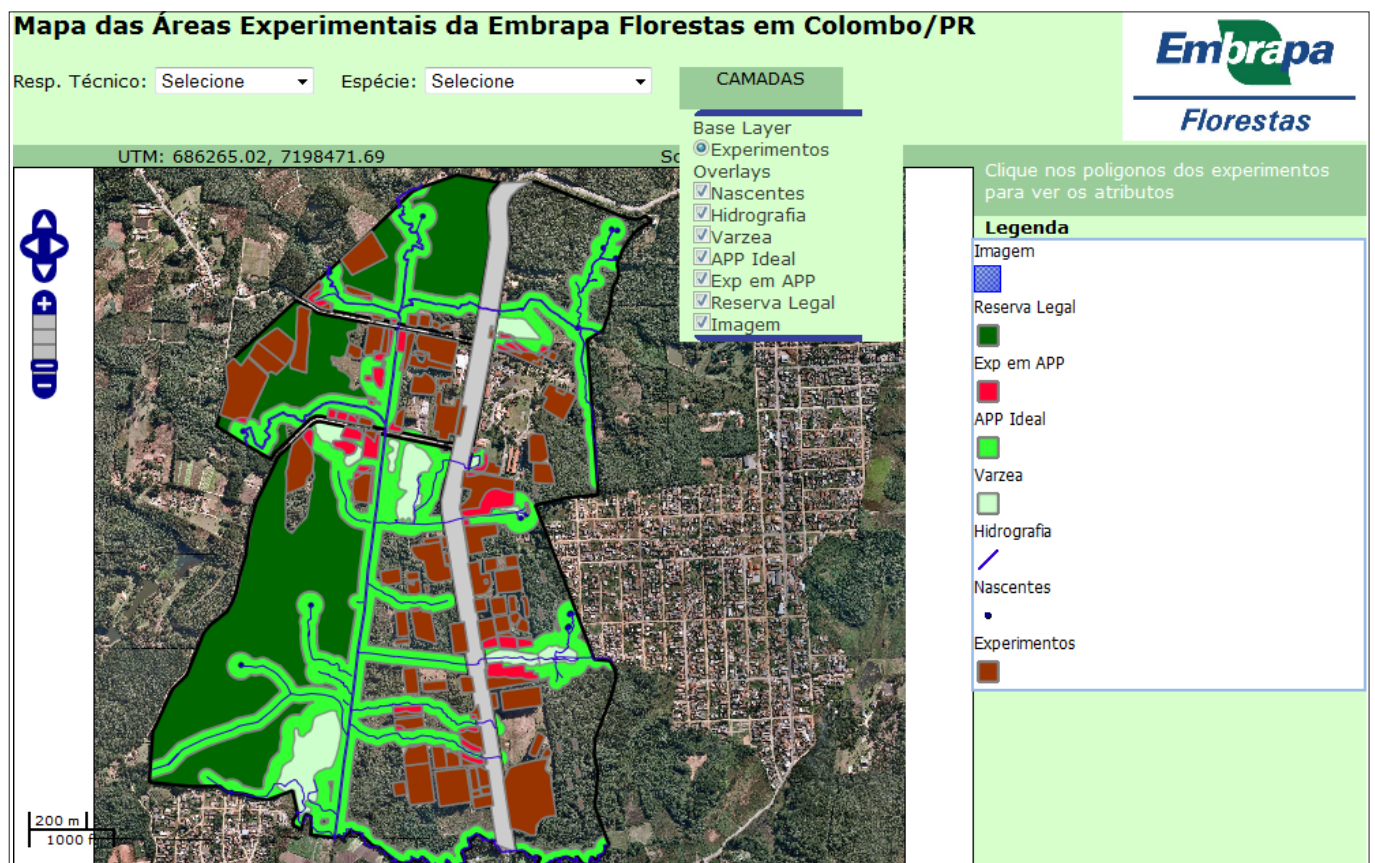 Mapa das Áreas Experimentais da Embrapa Florestas em Colombo/PR
Embrapa
Florestas
Resp. Técnico: Selecione Espécie: Selecione CAMADAS
Base Layer
Experimentos
Overlays
Nascentes
Hidrografia
Varzea
APP Ideal
Exp em APP
Reserva Legal
Imagem
UTM: 686265.02, 7198471.69
Clique nos poligonos dos experimentos
para ver os atributos
Legenda
Imagem
Reserva Legal
Exp em APP
APP Ideal
Varzea
Hidrografia
Nascentes
Experimentos
200 m
1000 f